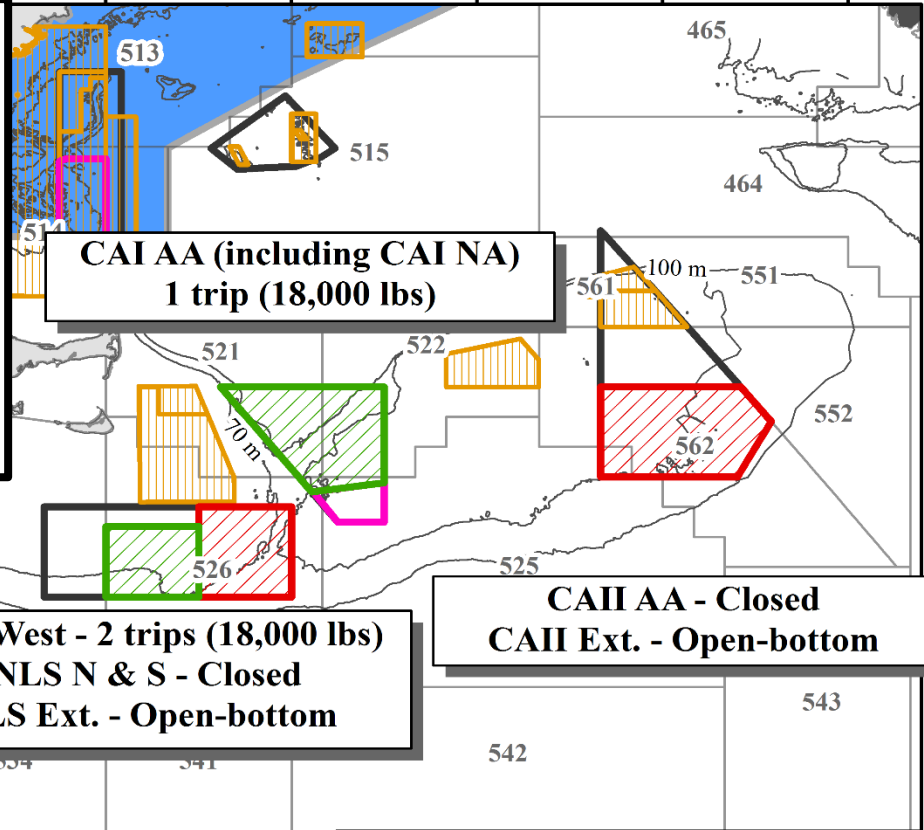 513
465
515
464
514
CAI AA (including CAI NA)
1 trip (18,000 lbs)
561
100 m
551
521
522
552
70 m
562
526
525
CAII AA - Closed
CAII Ext. - Open-bottom
West - 2 trips (18,000 lbs)
NLS N & S - Closed
LS Ext. - Open-bottom
543
542
541